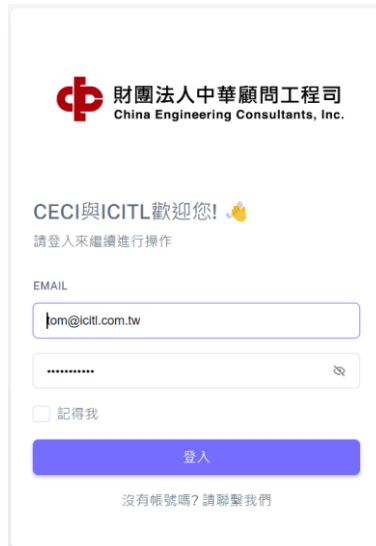 財團法人中華顧問工程司
China Engineering Consultants, Inc.
CECI與ICITL歡迎您! 👋
請登入來繼續進行操作
EMAIL
tom@icitl.com.tw
•••••••••••
記得我
登入
沒有帳號嗎? 請聯繫我們